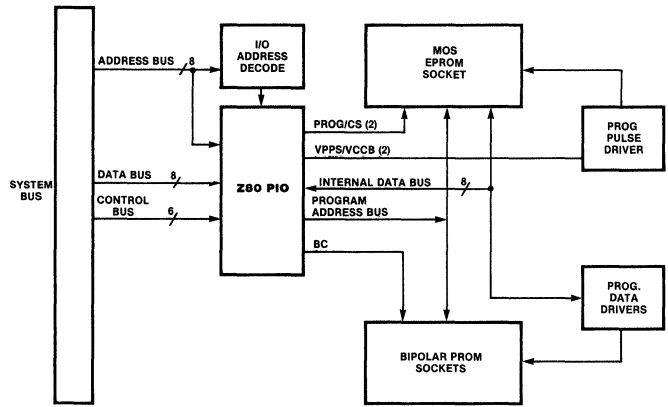 I/O
ADDRESS
DECODE
MOS
EPROM
SOCKET
ADDRESS BUS
8
PROG
PULSE
DRIVER
PROG/CS (2)
VPPS/VCCB (2)
SYSTEM
BUS
DATA BUS
8
CONTROL
BUS
6
Z80 PIO
INTERNAL DATA BUS
8
PROGRAM
ADDRESS BUS
BC
PROG.
DATA
DRIVERS
BIPOLAR PROM
SOCKETS